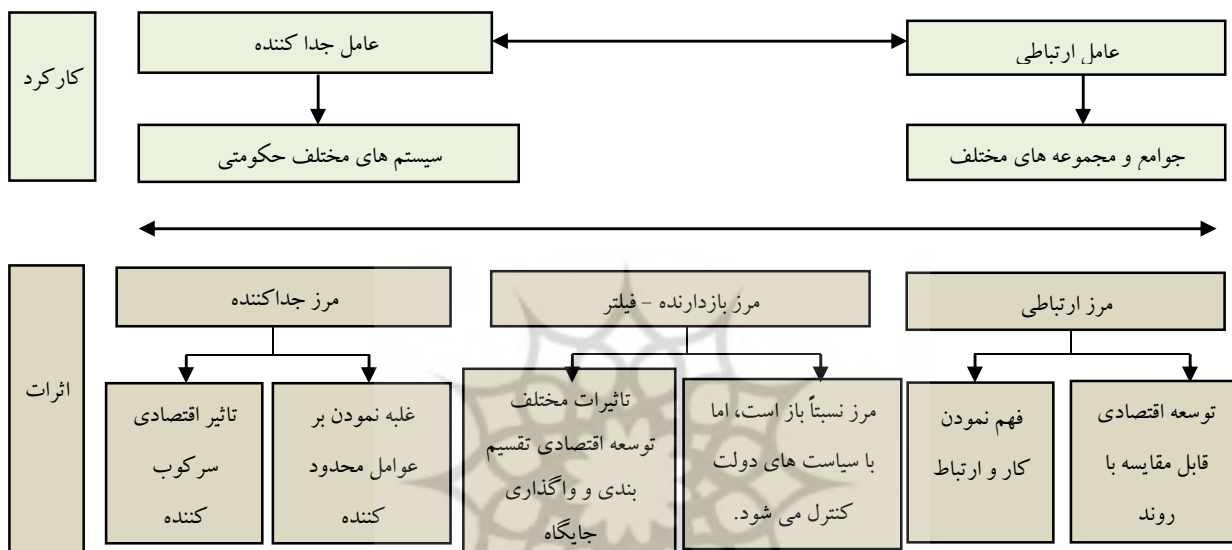 کارکرد
عامل ارتباطی
عامل جدا کننده
جوامع و مجموعه های مختلف
سیستم های مختلف حکومتی
اثرات
مرز ارتباطی
مرز بازدارنده - فیلتر
مرز جداکننده
توسعه اقتصادی
قابل مقایسه با
روند
فهم نمودن
کار و ارتباط
مرز نسبتاً باز است، اما
با سیاست های دولت
کنترل می شود.
تاثیرات مختلف
توسعه اقتصادی تقسیم
بندی و واگذاری
جایگاه
غلبه نمودن بر
عوامل محدود
کننده
تاثیر اقتصادی
سرکوب
کننده